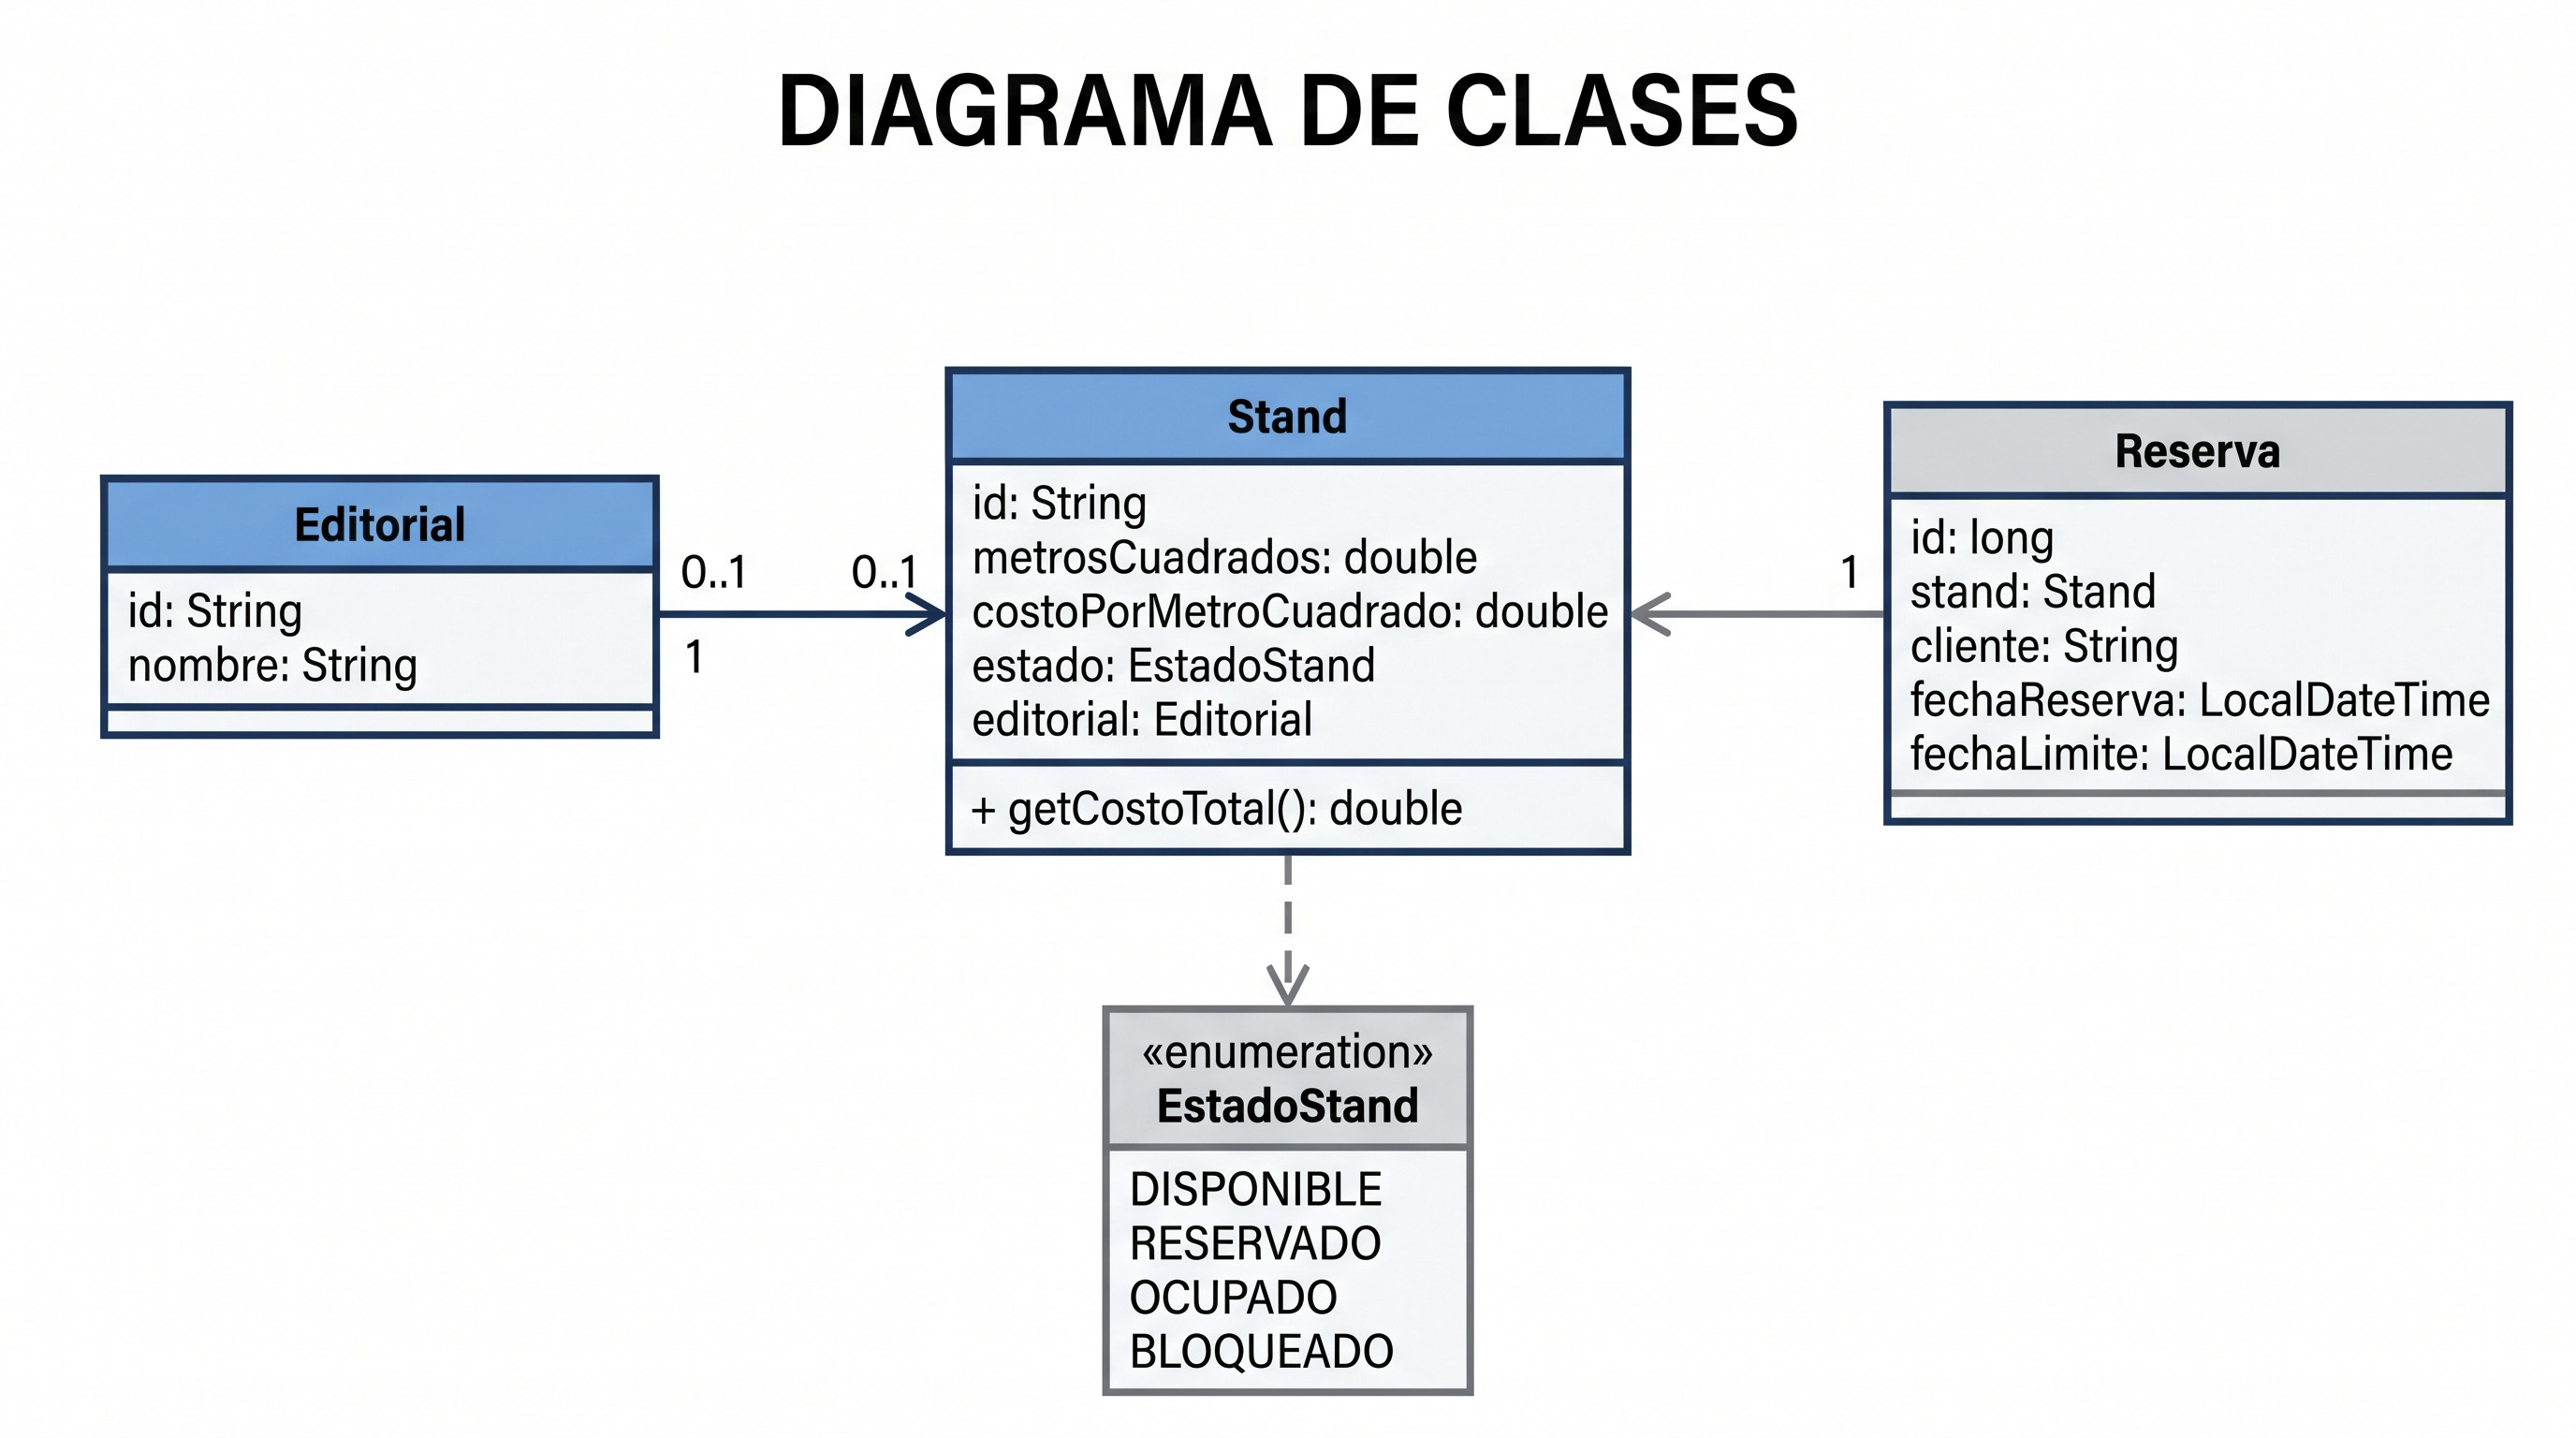 DIAGRAMA DE CLASES
Editorial
id: String
nombre: String
0..1
0..1
1
Stand
id: String
metrosCuadrados: double
costoPorMetroCuadrado: double
estado: EstadoStand
editorial: Editorial
+ getCostoTotal(): double
1
Reserva
id: long
stand: Stand
cliente: String
fechaReserva: LocalDateTime
fechaLimite: LocalDateTime
«enumeration»
EstadoStand
DISPONIBLE
RESERVADO
OCUPADO
BLOQUEADO